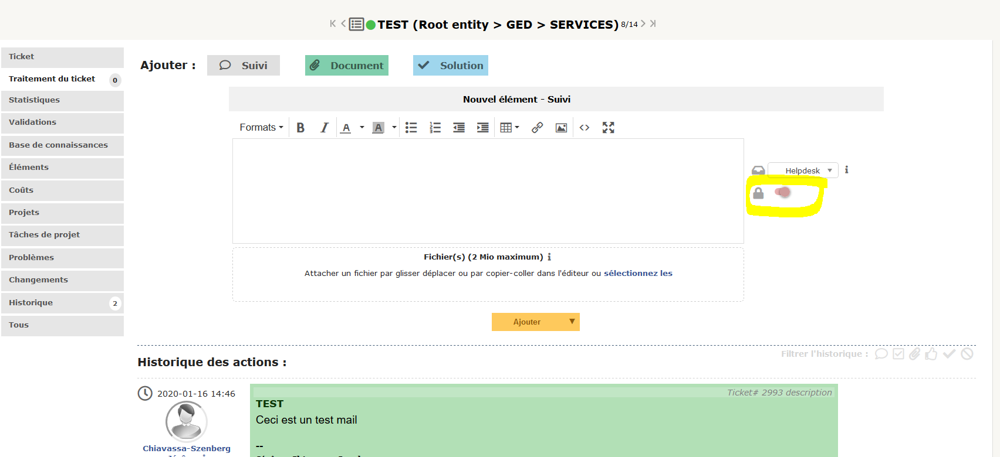 TEST (Root entity > GED > SERVICES) 8/14
Ticket
Traitement du ticket 0
Statistiques
Validations
Base de connaissances
Éléments
Coûts
Projets
Tâches de projet
Problèmes
Changements
Historique 2
Tous
Ajouter : Suivi Document Solution
Nouvel élément - Suivi
Formats
Helpdesk
Fichier(s) (2 Mio maximum)
Attacher un fichier par glisser déplacer ou par copier-coller dans l'éditeur ou sélectionnez les
Ajouter
Filtrer l'historique :
Historique des actions :
2020-01-16 14:46
Chiavassa-Szenberg
Ticket# 2993 description
TEST
Ceci est un test mail
--